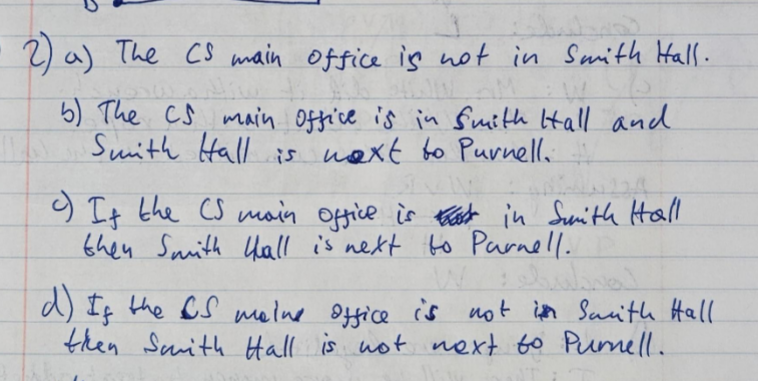 2) a) The CS main office is not in Smith Hall.
b) The CS main office is in Smith Hall and
Smith Hall is next to Purnell.
c) If the CS main office is in Smith Hall
then Smith Hall is next to Purnell.
d) If the CS maine office is not in Smith Hall
then Smith Hall is not next to Purnell.